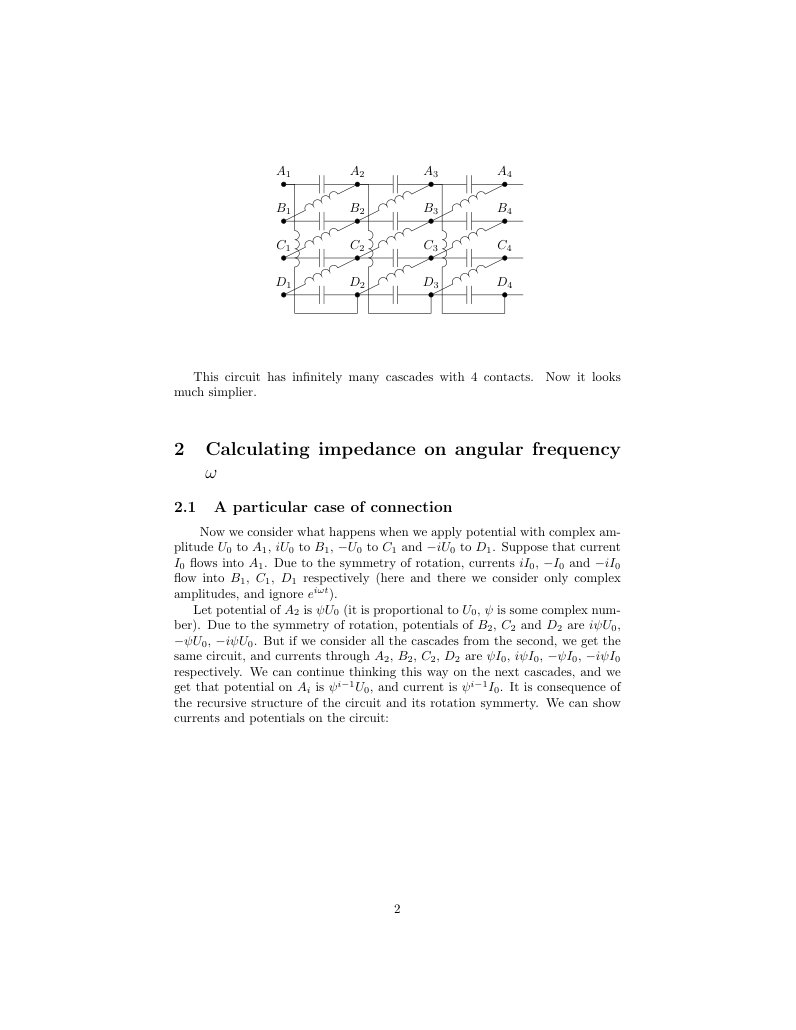 A1 A2 A3 A4
B1 B2 B3 B4
C1 C2 C3 C4
D1 D2 D3 D4
This circuit has infinitely many cascades with 4 contacts. Now it looks
much simplier.
2 Calculating impedance on angular frequency
ω
2.1 A particular case of connection
Now we consider what happens when we apply potential with complex am-
plitude U₀ to A₁, iU₀ to B₁, −U₀ to C₁ and −iU₀ to D₁. Suppose that current
I₀ flows into A₁. Due to the symmetry of rotation, currents iI₀, −I₀ and −iI₀
flow into B₁, C₁, D₁ respectively (here and there we consider only complex
amplitudes, and ignore e^{iωt}).
Let potential of A₂ is ψU₀ (it is proportional to U₀, ψ is some complex num-
ber). Due to the symmetry of rotation, potentials of B₂, C₂ and D₂ are iψU₀,
−ψU₀, −iψU₀. But if we consider all the cascades from the second, we get the
same circuit, and currents through A₂, B₂, C₂, D₂ are ψI₀, iψI₀, −ψI₀, −iψI₀
respectively. We can continue thinking this way on the next cascades, and we
get that potential on Aᵢ is ψ^{i−1}U₀, and current is ψ^{i−1}I₀. It is consequence of
the recursive structure of the circuit and its rotation symmerty. We can show
currents and potentials on the circuit:
2